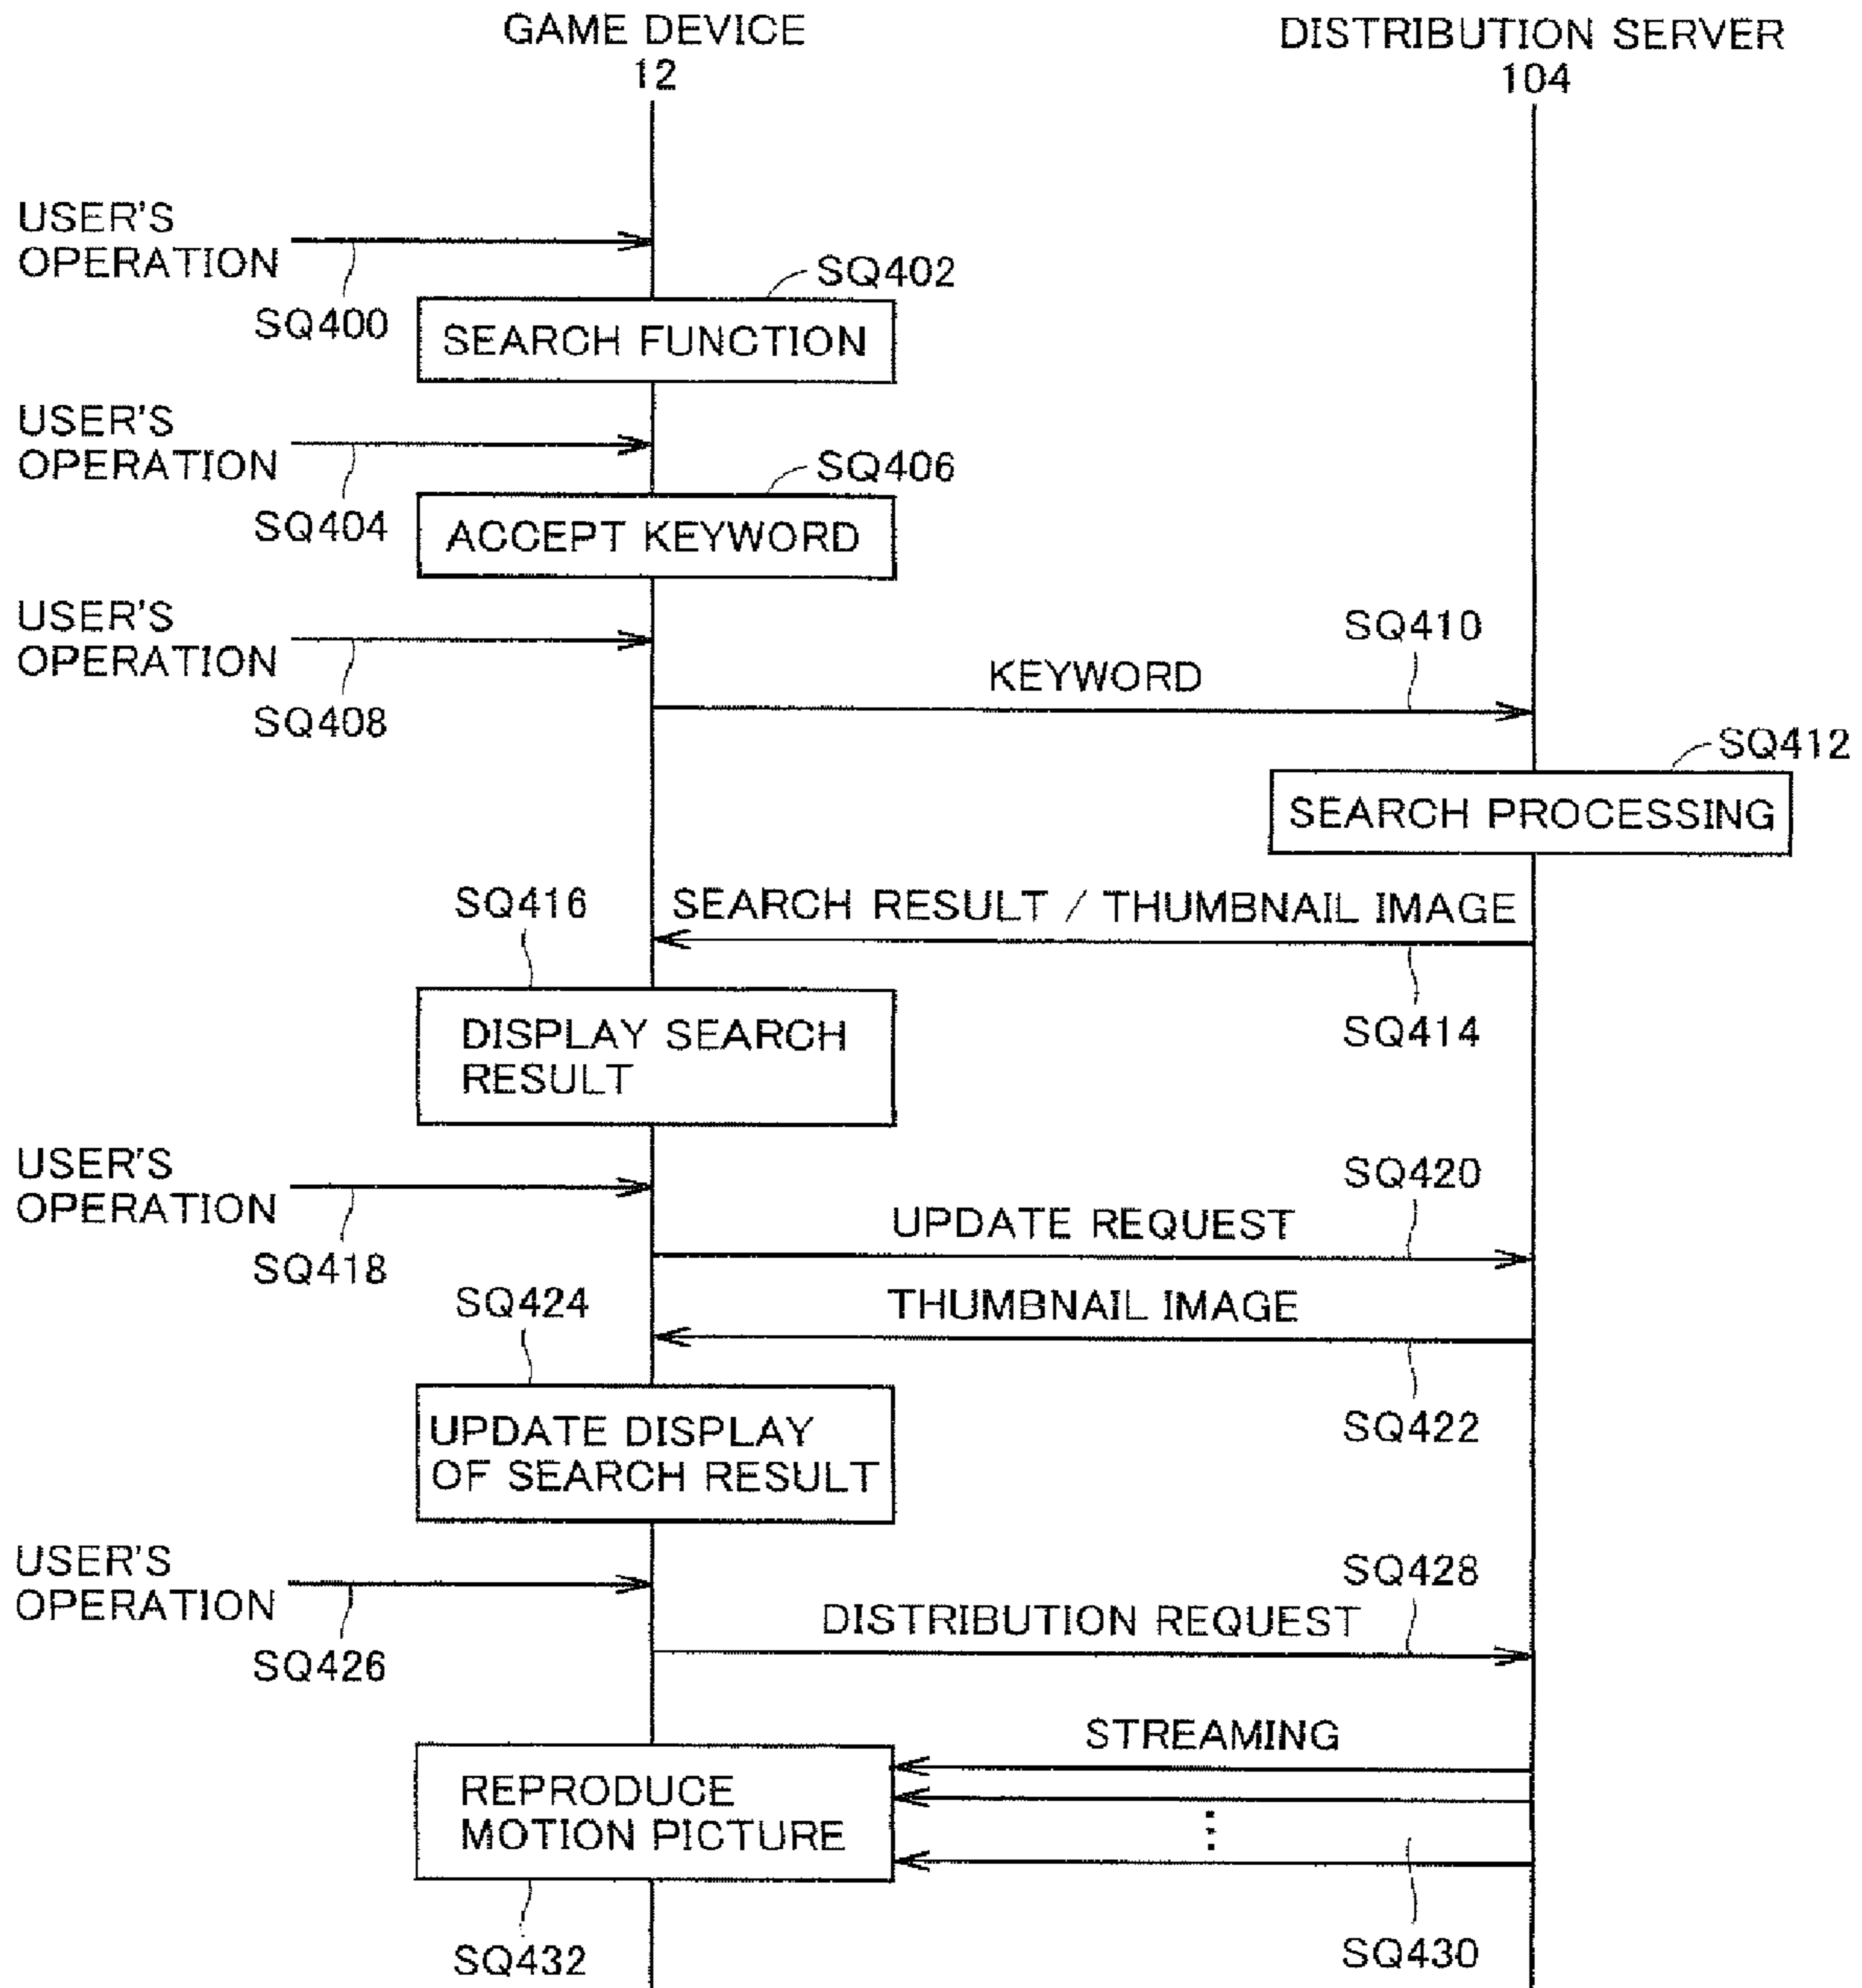 GAME DEVICE
12
DISTRIBUTION SERVER
104
USER'S
OPERATION
SQ400
SQ402
SEARCH FUNCTION
USER'S
OPERATION
SQ404
SQ406
ACCEPT KEYWORD
USER'S
OPERATION
SQ408
SQ410
KEYWORD
SQ412
SEARCH PROCESSING
SQ416
SEARCH RESULT / THUMBNAIL IMAGE
SQ414
DISPLAY SEARCH
RESULT
USER'S
OPERATION
SQ418
SQ420
UPDATE REQUEST
SQ424
THUMBNAIL IMAGE
SQ422
UPDATE DISPLAY
OF SEARCH RESULT
USER'S
OPERATION
SQ426
SQ428
DISTRIBUTION REQUEST
STREAMING
REPRODUCE
MOTION PICTURE
SQ432
SQ430